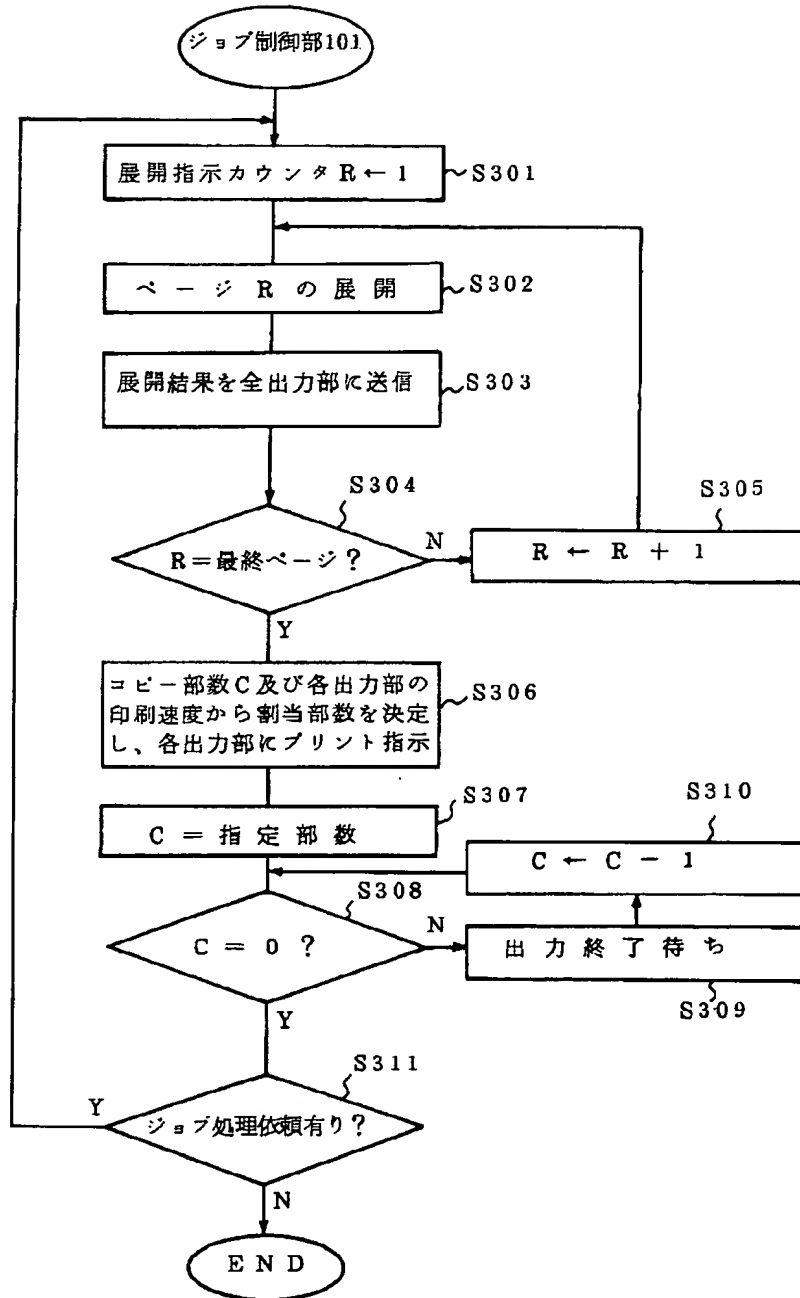 ジョブ制御部101
展開指示カウンタR←1
S301
ページRの展開
S302
展開結果を全出力部に送信
S303
S304
R=最終ページ?
N
S305
R ← R + 1
Y
コピー部数C及び各出力部の
印刷速度から割当部数を決定
し、各出力部にプリント指示
S306
S307
C = 指定部数
S310
C ← C - 1
S308
C = 0 ?
N
出力終了待ち
S309
Y
S311
Y
ジョブ処理依頼有り?
N
END